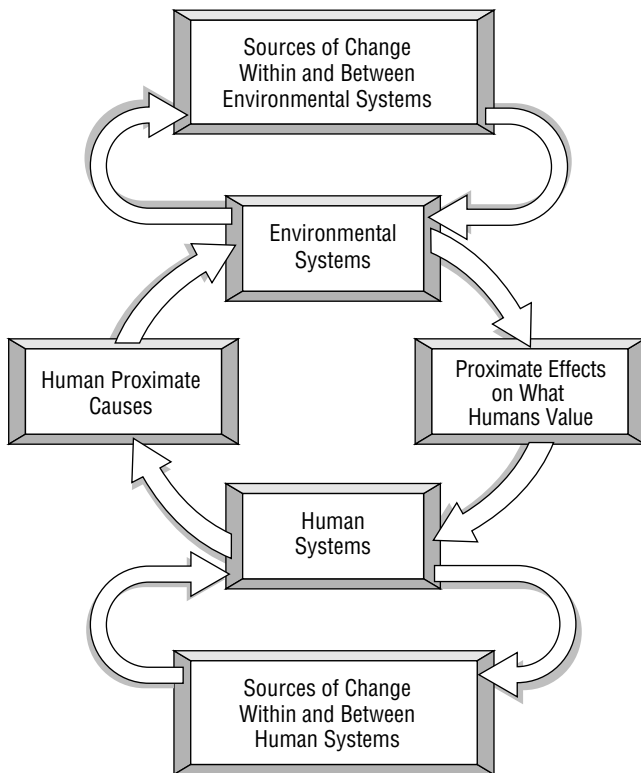 Sources of Change
Within and Between
Environmental Systems
Environmental
Systems
Human Proximate
Causes
Proximate Effects
on What
Humans Value
Human
Systems
Sources of Change
Within and Between
Human Systems